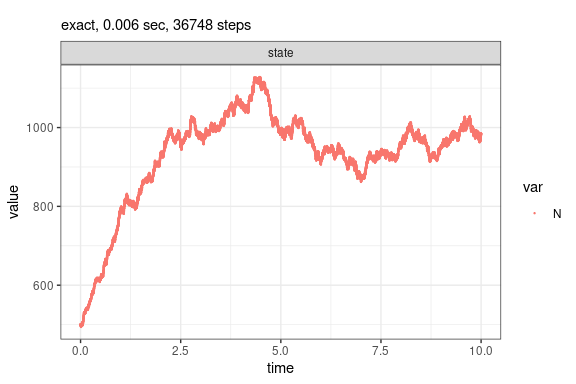 exact, 0.006 sec, 36748 steps
state
1000
800
600
value
0.0 2.5 5.0 7.5 10.0
time
var
N